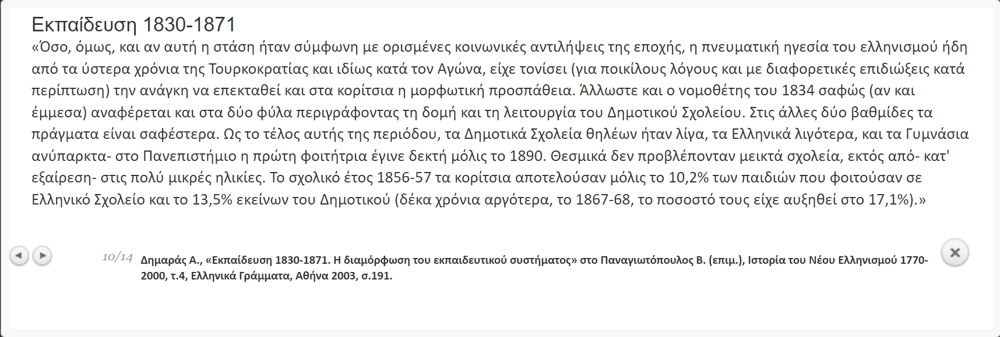 Εκπαίδευση 1830-1871
«Όσο, όμως, και αν αυτή η στάση ήταν σύμφωνη με ορισμένες κοινωνικές αντιλήψεις της εποχής, η πνευματική ηγεσία του ελληνισμού ήδη
από τα ύστερα χρόνια της Τουρκοκρατίας και ιδίως κατά τον Αγώνα, είχε τονίσει (για ποικίλους λόγους και με διαφορετικές επιδιώξεις κατά
περίπτωση) την ανάγκη να επεκταθεί και στα κορίτσια η μορφωτική προσπάθεια. Άλλωστε και ο νομοθέτης του 1834 σαφώς (αν και
έμμεσα) αναφέρεται και στα δύο φύλα περιγράφοντας τη δομή και τη λειτουργία του Δημοτικού Σχολείου. Στις άλλες δύο βαθμίδες τα
πράγματα είναι σαφέστερα. Ως το τέλος αυτής της περιόδου, τα Δημοτικά Σχολεία θηλέων ήταν λίγα, τα Ελληνικά λιγότερα, και τα Γυμνάσια
ανύπαρκτα- στο Πανεπιστήμιο η πρώτη φοιτήτρια έγινε δεκτή μόλις το 1890. Θεσμικά δεν προβλέπονταν μεικτά σχολεία, εκτός από- κατ'
εξαίρεση- στις πολύ μικρές ηλικίες. Το σχολικό έτος 1856-57 τα κορίτσια αποτελούσαν μόλις το 10,2% των παιδιών που φοιτούσαν σε
Ελληνικό Σχολείο και το 13,5% εκείνων του Δημοτικού (δέκα χρόνια αργότερα, το 1867-68, το ποσοστό τους είχε αυξηθεί στο 17,1%).»
10/14
Δημαράς Α., «Εκπαίδευση 1830-1871. Η διαμόρφωση του εκπαιδευτικού συστήματος» στο Παναγιωτόπουλος Β. (επιμ.), Ιστορία του Νέου Ελληνισμού 1770-
2000, τ.4, Ελληνικά Γράμματα, Αθήνα 2003, σ.191.